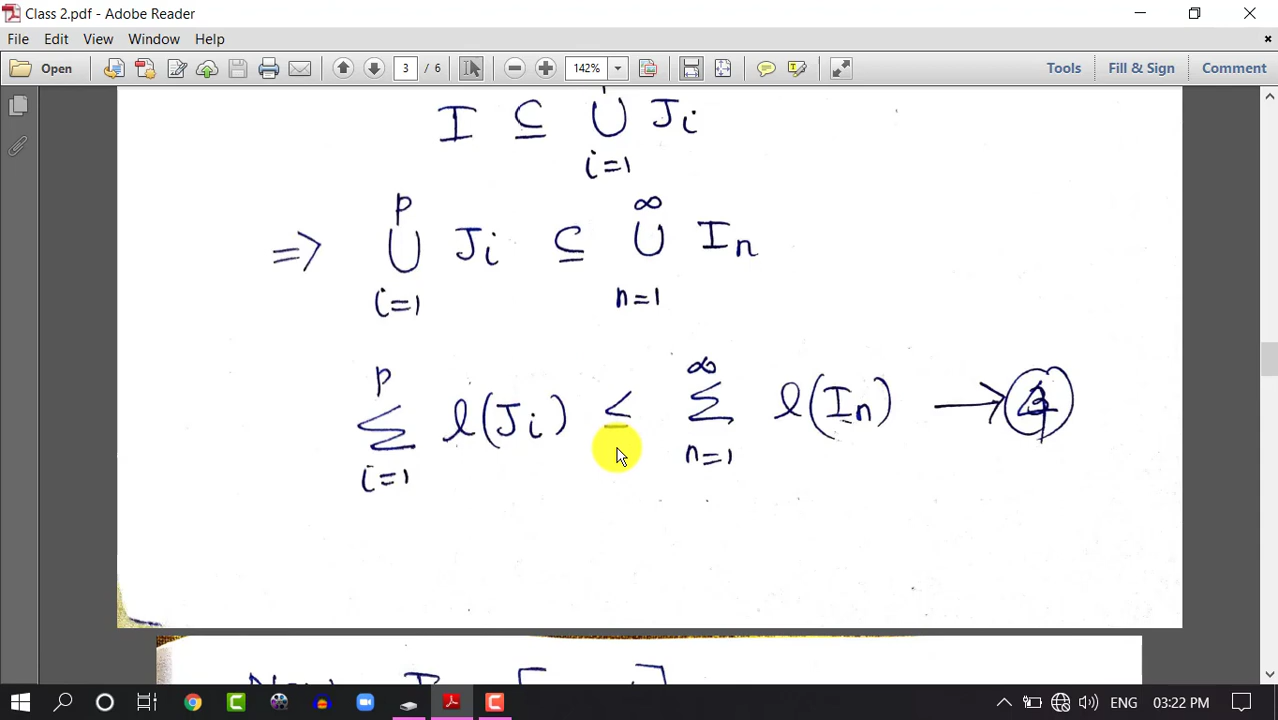 Class 2.pdf - Adobe Reader
File Edit View Window Help
Open 3 / 6 142% Tools Fill & Sign Comment
I ⊆ ∪ Ji
i=1
=> p ∪ i=1 Ji ⊆ ∞ ∪ n=1 In
p Σ i=1 l(Ji) ≤ ∞ Σ n=1 l(In) → 4
ENG 03:22 PM